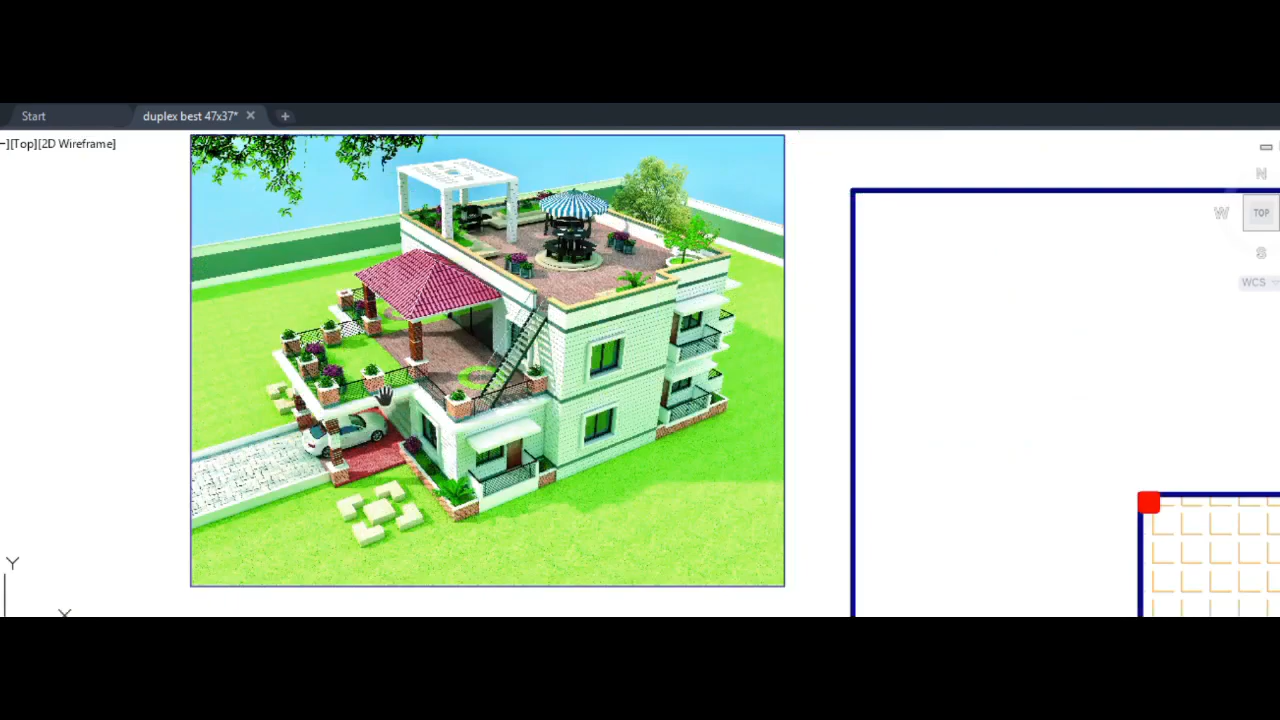 Start
duplex best 47x37*
-][Top][2D Wireframe]
N
W
TOP
S
WCS
Y
X